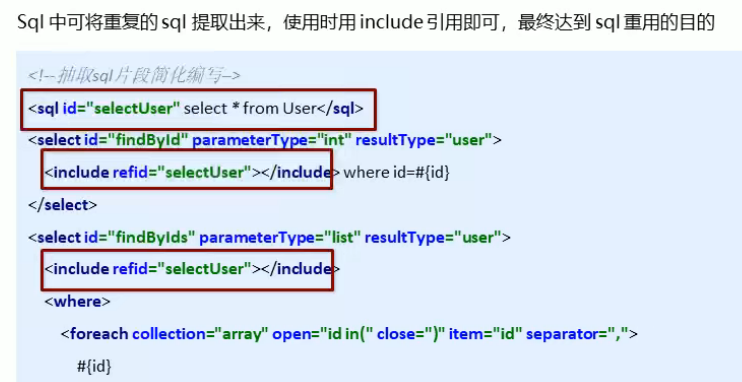 Sql 中可将重复的 sql 提取出来，使用时用 include 引用即可，最终达到 sql 重用的目的
<!--抽取sql片段简化编写-->
<sql id="selectUser" select * from User</sql>
<select id="findById" parameterType="int" resultType="user">
<include refid="selectUser"></include> where id=#{id}
</select>
<select id="findByIds" parameterType="list" resultType="user">
<include refid="selectUser"></include>
<where>
<foreach collection="array" open="id in(" close=")" item="id" separator=",">
#{id}